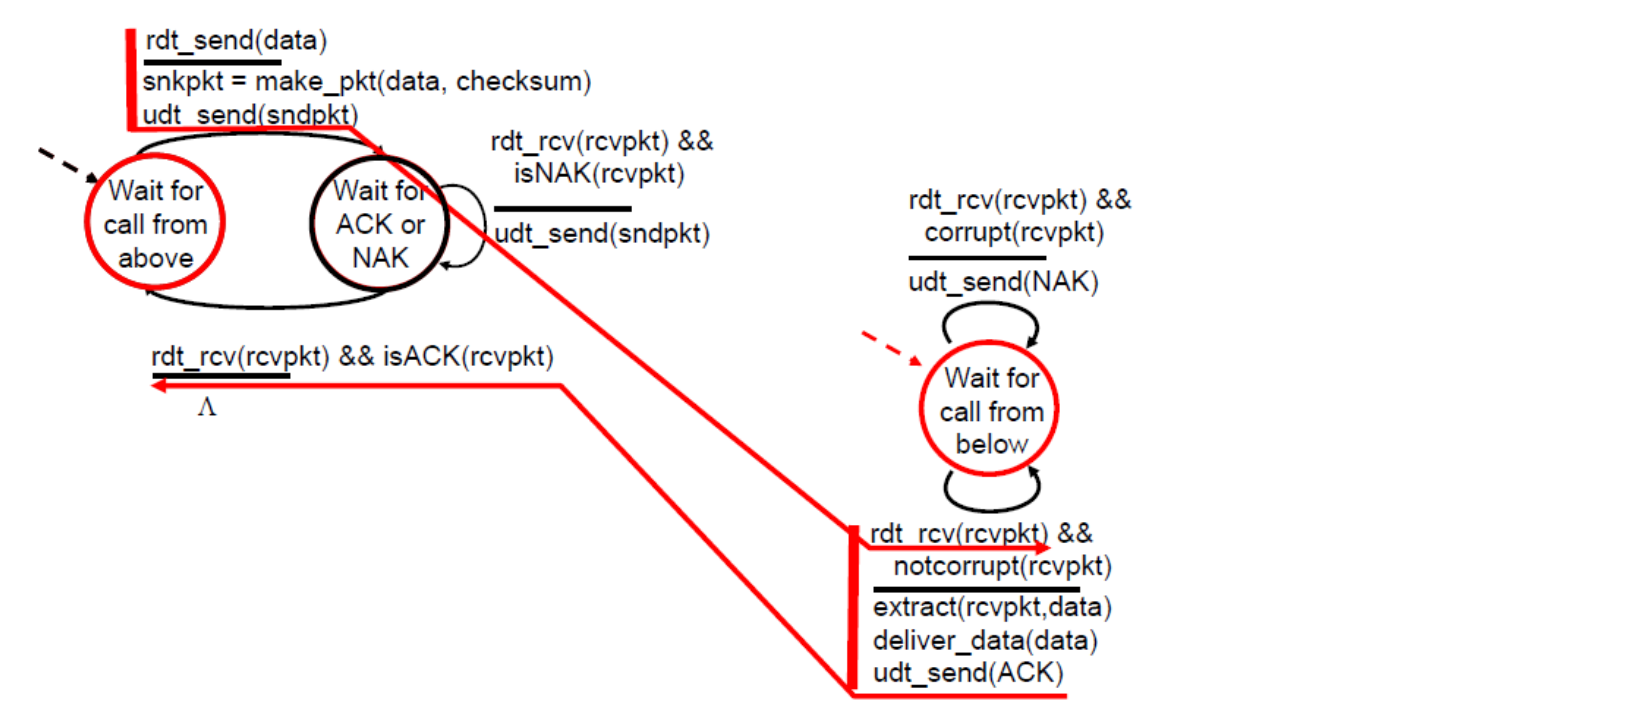 rdt_send(data)
snkpkt = make_pkt(data, checksum)
udt_send(sndpkt)
rdt_rcv(rcvpkt) &&
isNAK(rcvpkt)
udt_send(sndpkt)
Wait for
call from
above
Wait for
ACK or
NAK
rdt_rcv(rcvpkt) && isACK(rcvpkt)
Λ
rdt_rcv(rcvpkt) &&
corrupt(rcvpkt)
udt_send(NAK)
Wait for
call from
below
rdt_rcv(rcvpkt) &&
notcorrupt(rcvpkt)
extract(rcvpkt,data)
deliver_data(data)
udt_send(ACK)